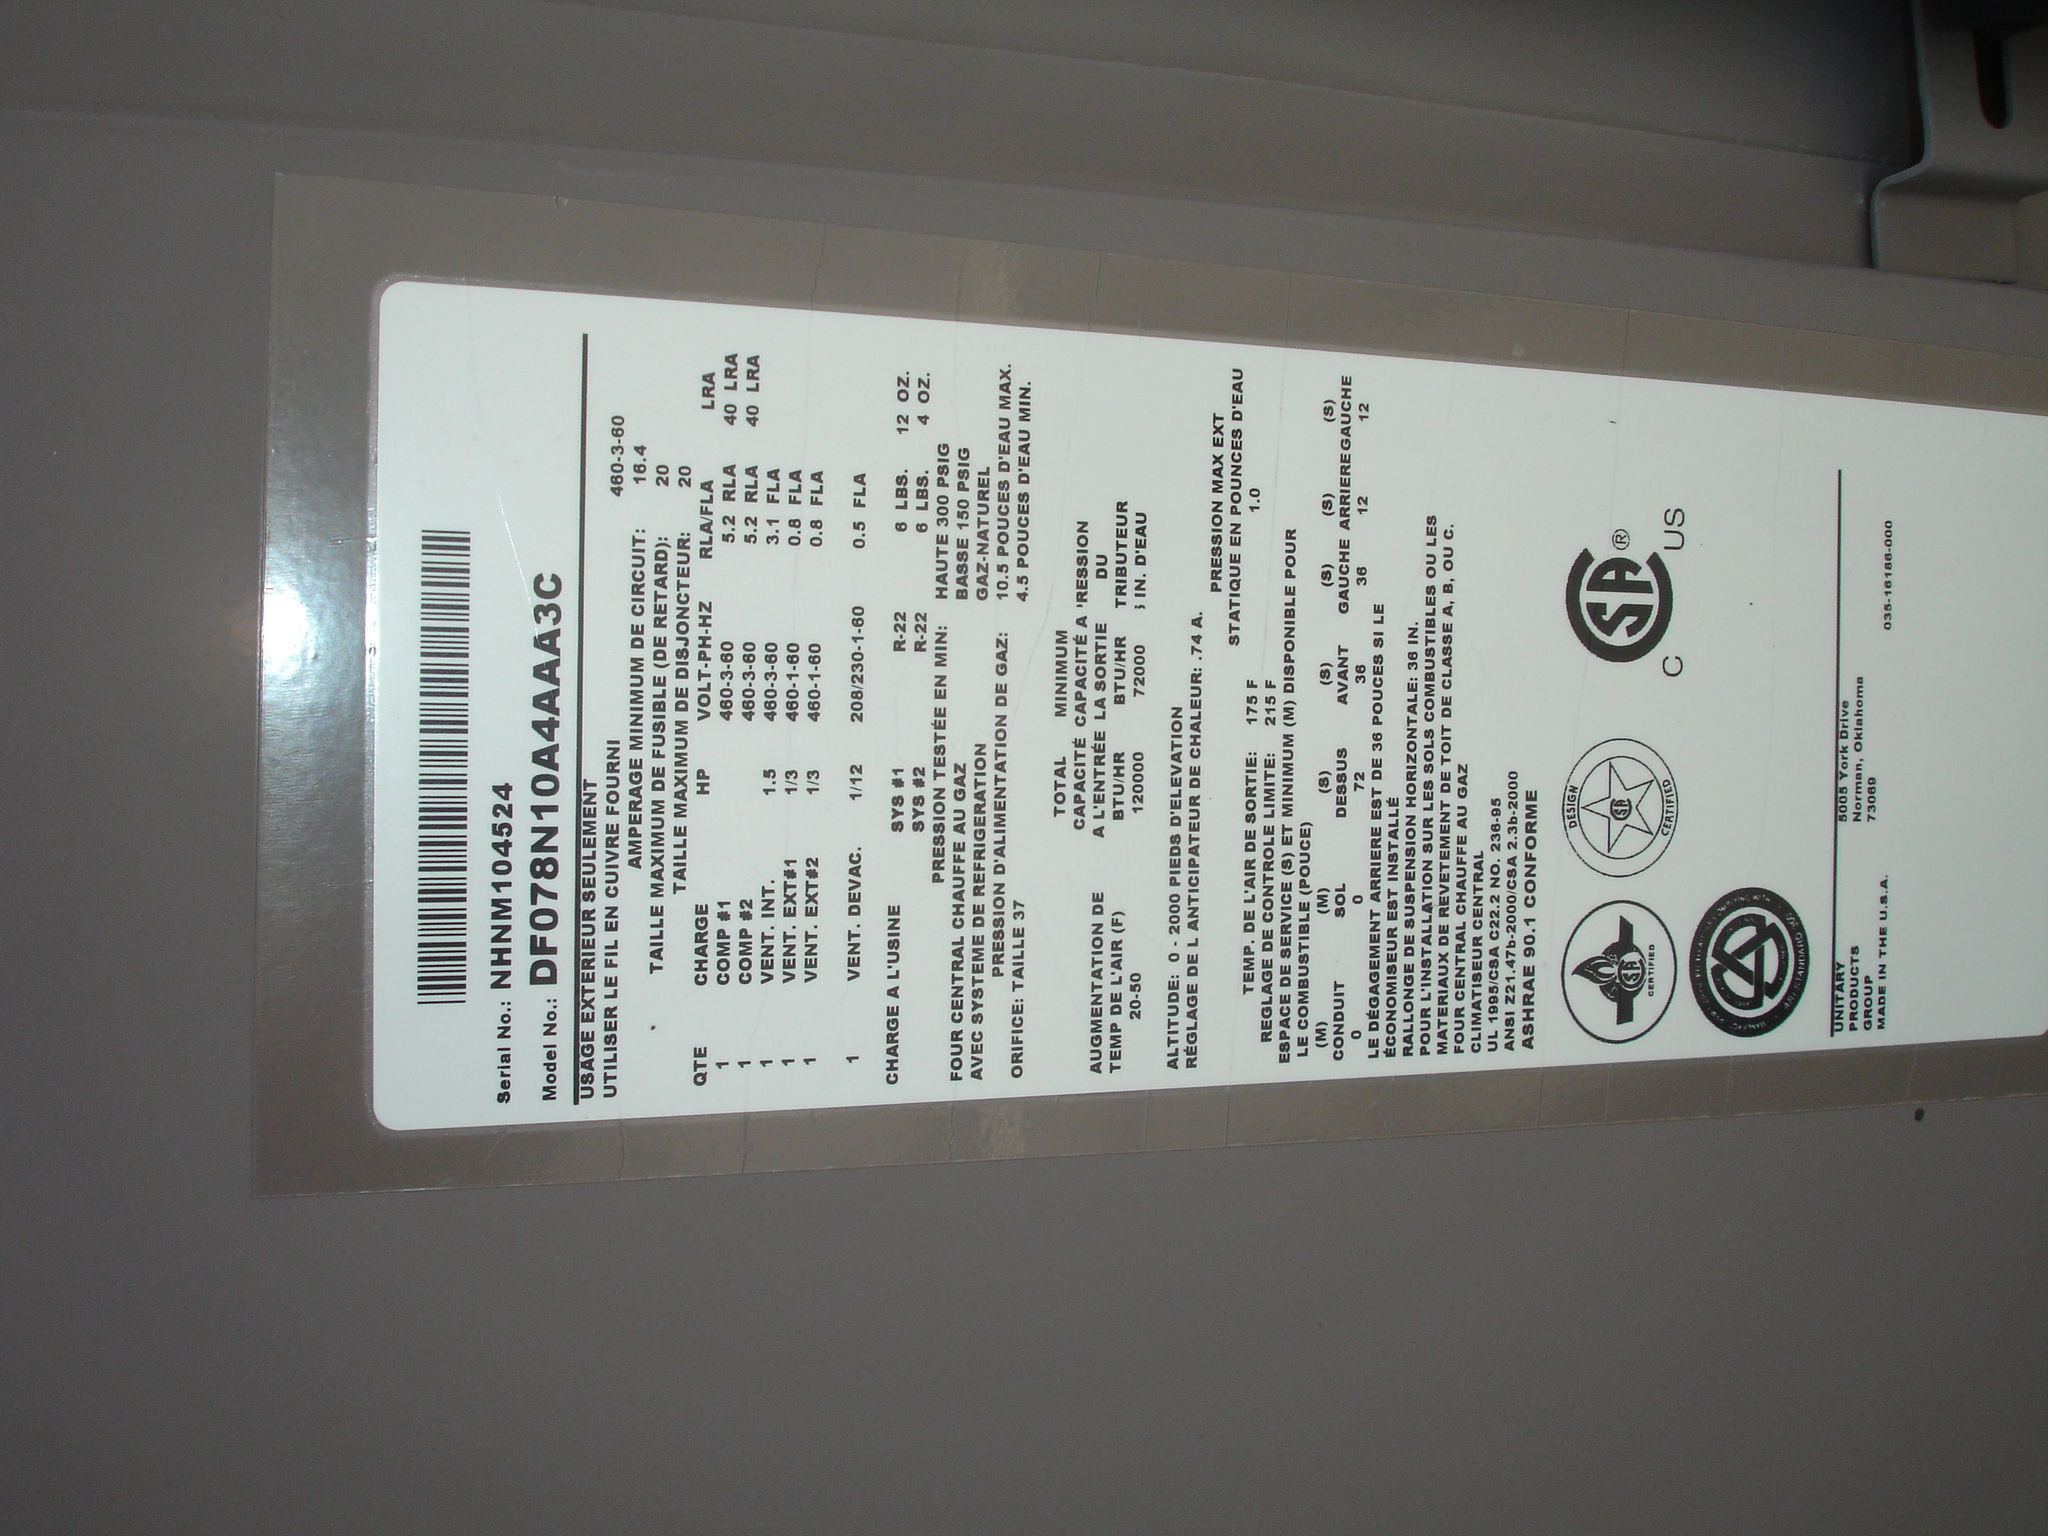 Serial No.: NHNM104524
Model No.: DF078N10A4AAA3C
USAGE EXTERIEUR SEULEMENT
UTILISER LE FIL EN CUIVRE FOURNI 460-3-60
AMPERAGE MINIMUM DE CIRCUIT: 16.4
TAILLE MAXIMUM DE FUSIBLE (DE RETARD): 20
TAILLE MAXIMUM DE DISJONCTEUR: 20
QTE CHARGE HP VOLT-PH-HZ RLA/FLA LRA
1 COMP #1 460-3-60 5.2 RLA 40 LRA
1 COMP #2 460-3-60 5.2 RLA 40 LRA
1 VENT. INT. 1.5 460-3-60 3.1 FLA
1 VENT. EXT#1 1/3 460-1-60 0.8 FLA
1 VENT. EXT#2 1/3 460-1-60 0.8 FLA
1 VENT. DEVAC. 1/12 208/230-1-60 0.5 FLA
CHARGE A L'USINE SYS #1 R-22 6 LBS. 12 OZ.
SYS #2 R-22 6 LBS. 4 OZ.
PRESSION TESTÉE EN MIN: HAUTE 300 PSIG
FOUR CENTRAL CHAUFFE AU GAZ BASSE 150 PSIG
AVEC SYSTEME DE REFRIGERATION GAZ-NATUREL
PRESSION D'ALIMENTATION DE GAZ: 10.5 POUCES D'EAU MAX.
ORIFICE: TAILLE 37 4.5 POUCES D'EAU MIN.
TOTAL MINIMUM
CAPACITÉ CAPACITÉ A 'RESSION
AUGMENTATION DE A L'ENTRÉE LA SORTIE DU
TEMP DE L'AIR (F) BTU/HR BTU/HR TRIBUTEUR
20-50 120000 72000 IN. D'EAU
ALTITUDE: 0 - 2000 PIEDS D'ELEVATION
RÉGLAGE DE L ANTICIPATEUR DE CHALEUR: .74 A.
PRESSION MAX EXT
STATIQUE EN POUNCES D'EAU
TEMP. DE L'AIR DE SORTIE: 175 F 1.0
REGLAGE DE CONTROLE LIMITE: 215 F
ESPACE DE SERVICE (S) ET MINIMUM (M) DISPONIBLE POUR
LE COMBUSTIBLE (POUCE)
(M) (M) (S) (S) (S) (S) (S)
CONDUIT SOL DESSUS AVANT GAUCHE ARRIEREGAUCHE
0 0 72 36 36 12 12
LE DÉGAGEMENT ARRIERE EST DE 36 POUCES SI LE
ÉCONOMISEUR EST INSTALLÉ
RALLONGE DE SUSPENSION HORIZONTALE: 36 IN.
POUR L'INSTALLATION SUR LES SOLS COMBUSTIBLES OU LES
MATERIAUX DE REVETEMENT DE TOIT DE CLASSE A, B, OU C.
FOUR CENTRAL CHAUFFE AU GAZ
CLIMATISEUR CENTRAL
UL 1995/CSA C22.2 NO. 236-95
ANSI Z21.47b-2000/CSA 2.3b-2000
ASHRAE 90.1 CONFORME
CERTIFIED
DESIGN
CERTIFIED
SA ®
C US
UNITARY
PRODUCTS
GROUP
MADE IN THE U.S.A.
5005 York Drive
Norman, Oklahoma
73069
035-16186-000